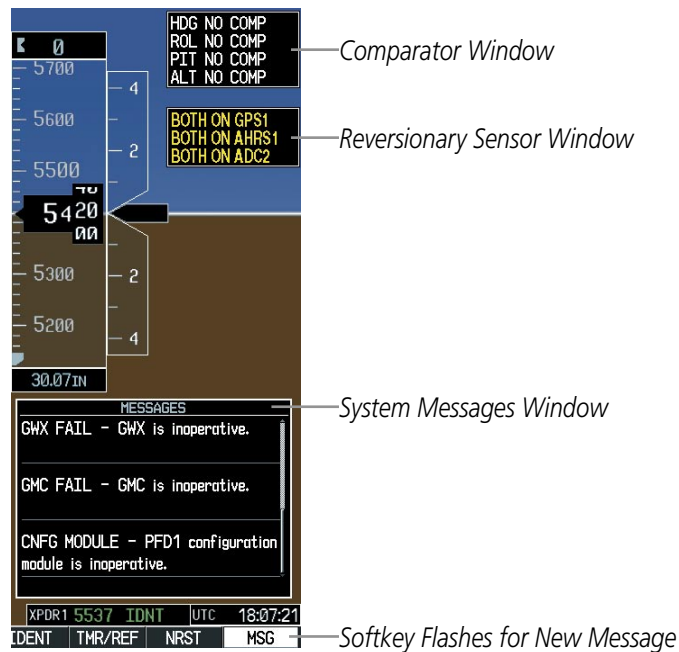 HDG NO COMP
ROL NO COMP
PIT NO COMP
ALT NO COMP
Comparator Window
0
5700
4
5600
BOTH ON GPS1
BOTH ON AHRS1
BOTH ON ADC2
Reversionary Sensor Window
2
5500
5420
00
5300
2
5200
4
30.07IN
MESSAGES
System Messages Window
GWX FAIL - GWX is inoperative.
GMC FAIL - GMC is inoperative.
CNFG MODULE - PFD1 configuration
module is inoperative.
XPDR1 5537 IDNT UTC 18:07:21
IDENT TMR/REF NRST MSG
Softkey Flashes for New Message